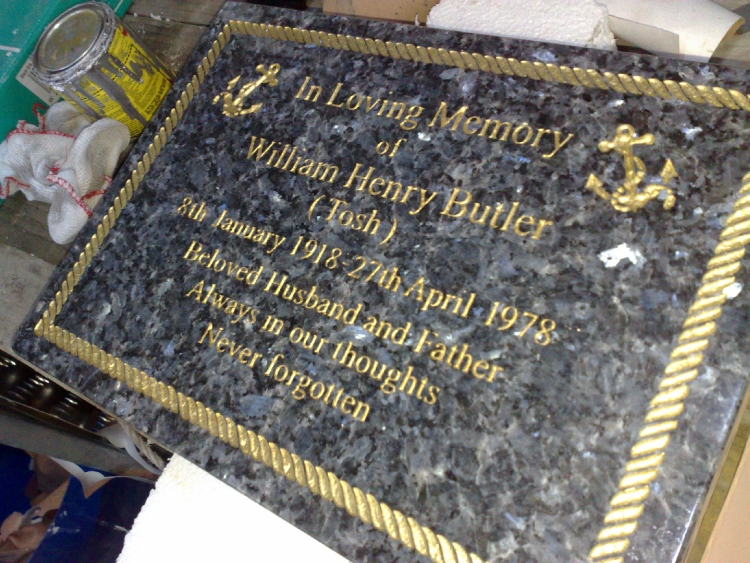 In Loving Memory
of
William Henry Butler
( Tosh )
8th January 1918-27th April 1978
Beloved Husband and Father
Always in our thoughts
Never forgotten